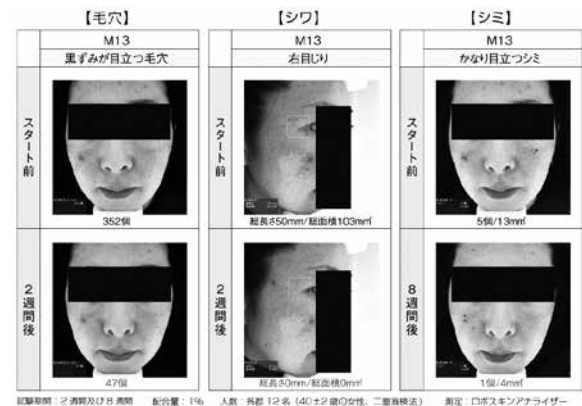 【毛穴】
M13
黒ずみが目立つ毛穴
スタート前
352個
2週間後
47個
【シワ】
M13
右目じり
スタート前
総長さ50mm/総面積103㎟
2週間後
総長さ0mm/総面積0㎟
【シミ】
M13
かなり目立つシミ
スタート前
5個/13㎟
8週間後
1個/4㎟
試験期間：2週間及び8週間 配合量：1% 人数：各群12名（40±2歳の女性、二重盲検法） 測定：ロボスキンアナライザー